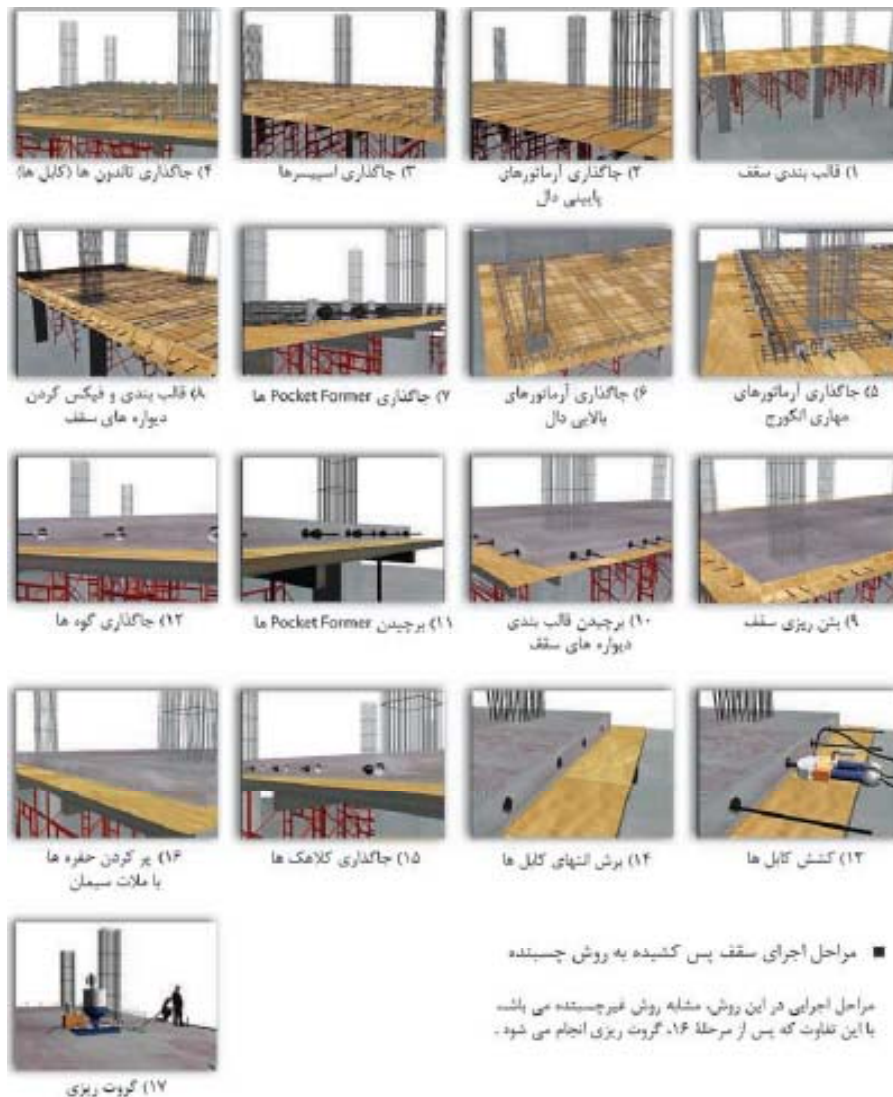 ۱) قالب بندی سقف
۲) جاگذاری آرماتورهای
پایینی دال
۳) جاگذاری اسپیسرها
۴) جاگذاری تاندون ها (کابل ها)
۵) جاگذاری آرماتورهای
مهاری انکورج
۶) جاگذاری آرماتورهای
بالایی دال
۷) جاگذاری Pocket Former ها
۸) قالب بندی و فیکس کردن
دیواره های سقف
۹) بتن ریزی سقف
۱۰) برچیدن قالب بندی
دیواره های سقف
۱۱) برچیدن Pocket Former ها
۱۲) جاگذاری گوه ها
۱۳) کشش کابل ها
۱۴) برش انتهای کابل ها
۱۵) جاگذاری کلاهک ها
۱۶) پر کردن حفره ها
با ملات سیمان
■ مراحل اجرای سقف پس کشیده به روش چسبنده
مراحل اجرایی در این روش، مشابه روش غیرچسبنده می باشد
با این تفاوت که پس از مرحلهٔ ۱۶، گروت ریزی انجام می شود.
۱۷) گروت ریزی